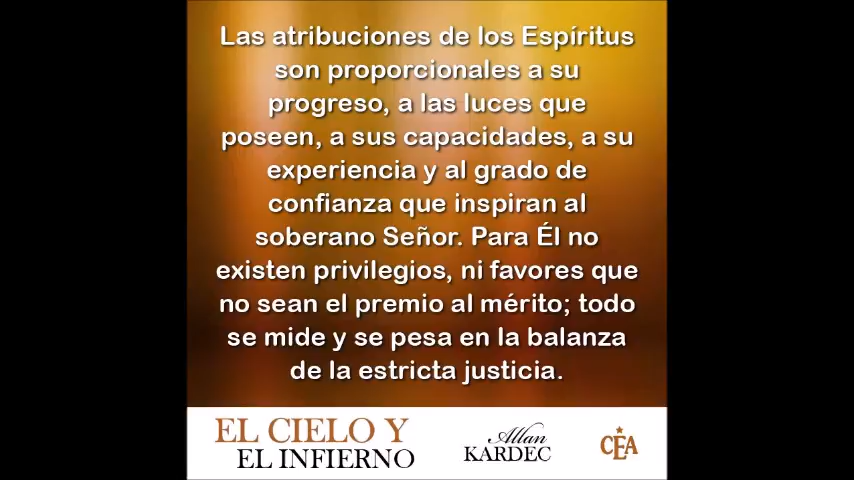 Las atribuciones de los Espíritus
son proporcionales a su
progreso, a las luces que
poseen, a sus capacidades, a su
experiencia y al grado de
confianza que inspiran al
soberano Señor. Para Él no
existen privilegios, ni favores que
no sean el premio al mérito; todo
se mide y se pesa en la balanza
de la estricta justicia.
EL CIELO Y
EL INFIERNO
Allan
KARDEC
CEA